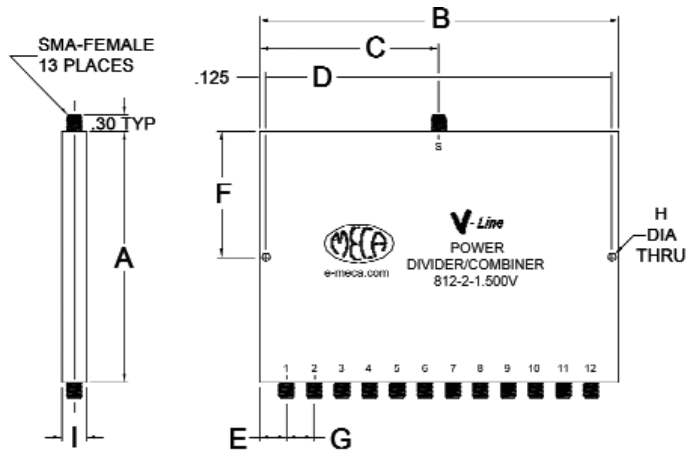 B
SMA-FEMALE
13 PLACES
C
.125
D
.30 TYP
S
F
A
V-Line
MECA
e-meca.com
POWER
DIVIDER/COMBINER
812-2-1.500V
H
DIA
THRU
1 2 3 4 5 6 7 8 9 10 11 12
I
E
G